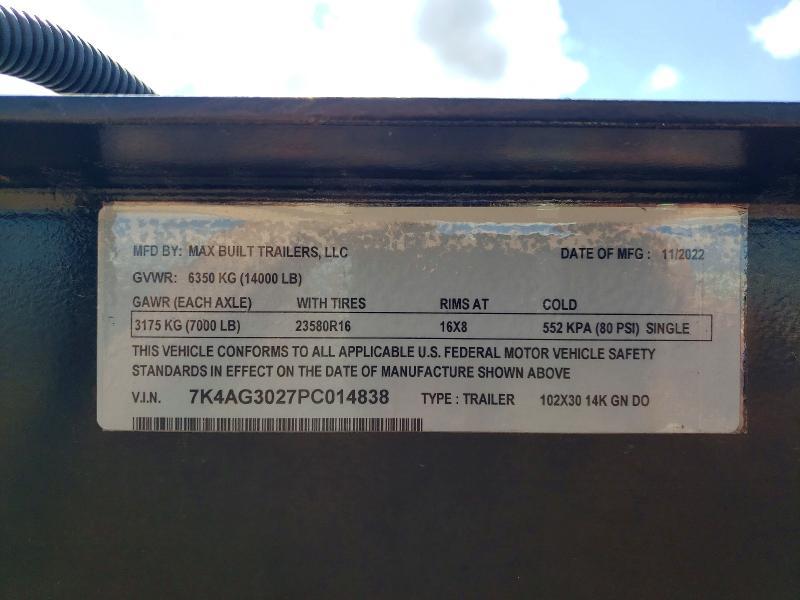 MFD BY: MAX BUILT TRAILERS, LLC DATE OF MFG : 11/2022
GVWR: 6350 KG (14000 LB)
GAWR (EACH AXLE) WITH TIRES RIMS AT COLD
3175 KG (7000 LB) 23580R16 16X8 552 KPA (80 PSI) SINGLE
THIS VEHICLE CONFORMS TO ALL APPLICABLE U.S. FEDERAL MOTOR VEHICLE SAFETY
STANDARDS IN EFFECT ON THE DATE OF MANUFACTURE SHOWN ABOVE
V.I.N. 7K4AG3027PC014838 TYPE : TRAILER 102X30 14K GN DO